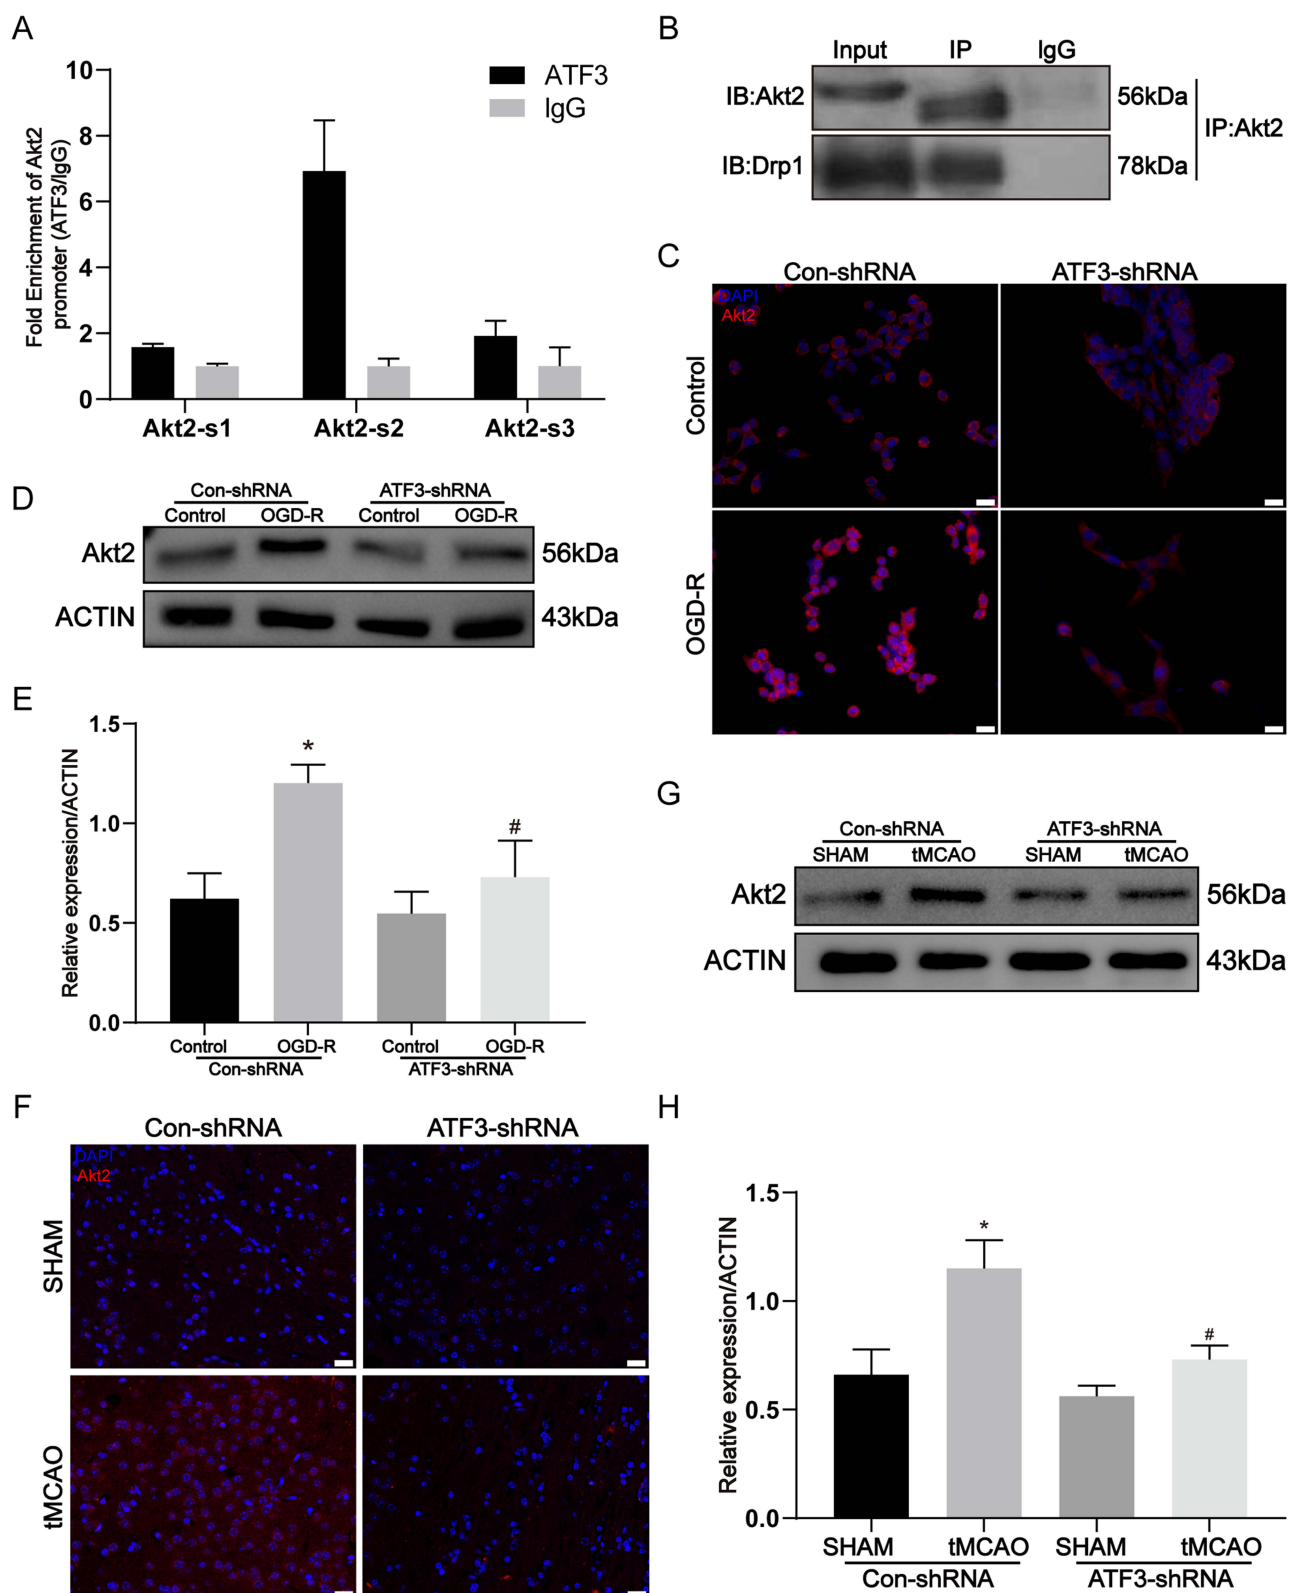 A
10
8
6
4
2
0
Fold Enrichment of Akt2
promoter (ATF3/IgG)
ATF3
IgG
Akt2-s1 Akt2-s2 Akt2-s3
B
Input IP IgG
IB:Akt2 56kDa
IB:Drp1 78kDa
IP:Akt2
C
Con-shRNA ATF3-shRNA
DAPI
Akt2
Control
OGD-R
D
Con-shRNA ATF3-shRNA
Control OGD-R Control OGD-R
Akt2 56kDa
ACTIN 43kDa
E
1.5
1.0
0.5
0.0
Relative expression/ACTIN
*
#
Control OGD-R Control OGD-R
Con-shRNA ATF3-shRNA
G
Con-shRNA ATF3-shRNA
SHAM tMCAO SHAM tMCAO
Akt2 56kDa
ACTIN 43kDa
F
Con-shRNA ATF3-shRNA
DAPI
Akt2
SHAM
tMCAO
H
1.5
1.0
0.5
0.0
Relative expression/ACTIN
*
#
SHAM tMCAO SHAM tMCAO
Con-shRNA ATF3-shRNA